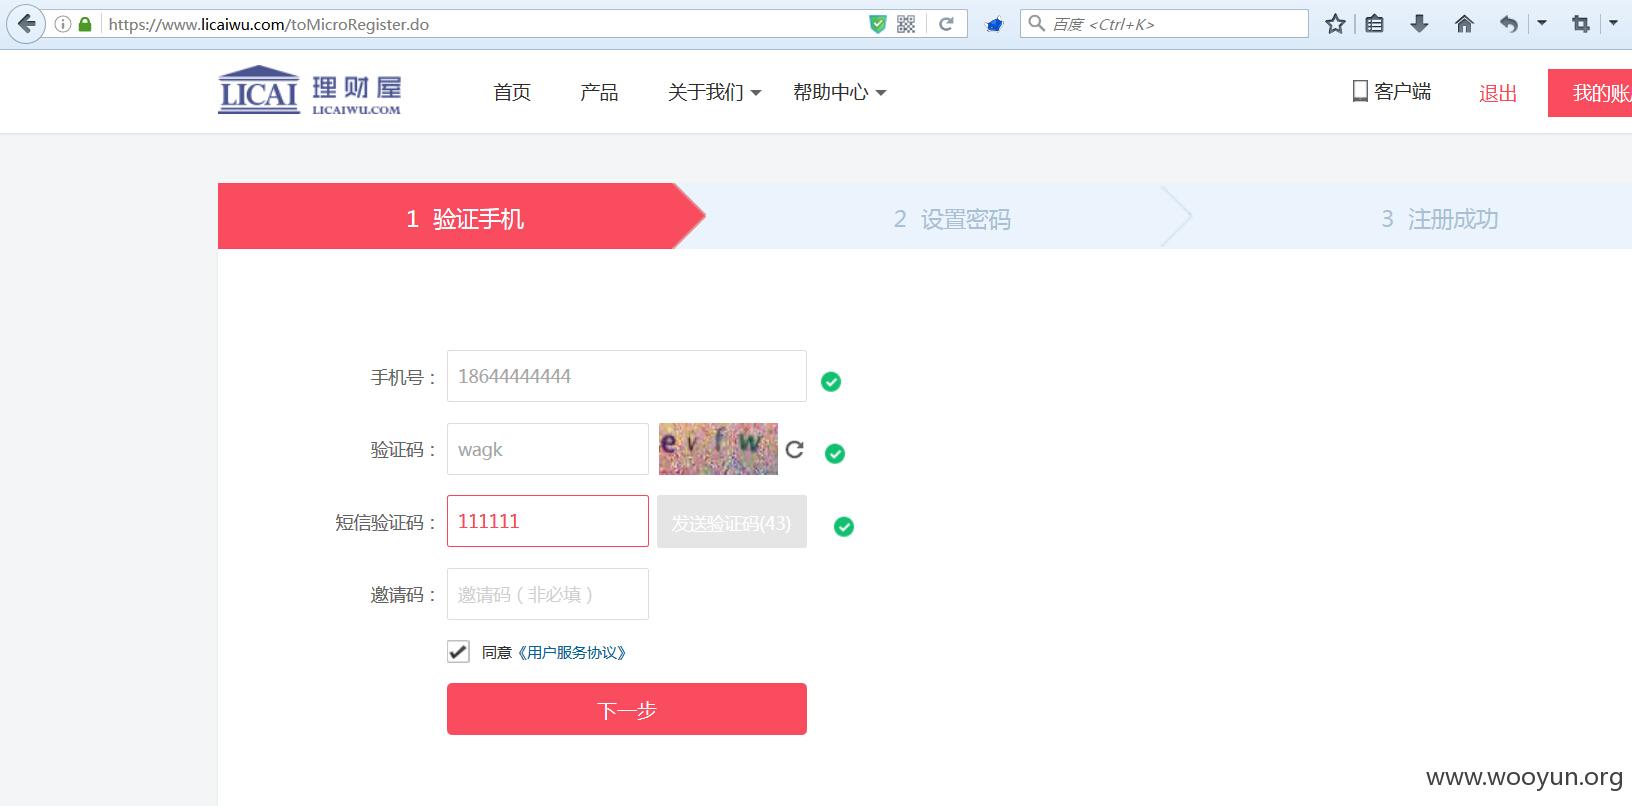 https://www.licaiwu.com/toMicroRegister.do
百度 <Ctrl+K>
LICAI 理财屋
LICAIWU.COM
首页 产品 关于我们 帮助中心 客户端 退出 我的账
1 验证手机 2 设置密码 3 注册成功
手机号： 18644444444
验证码： wagk evfw
短信验证码： 111111 发送验证码(43)
邀请码： 邀请码（非必填）
同意《用户服务协议》
下一步
www.wooyun.org